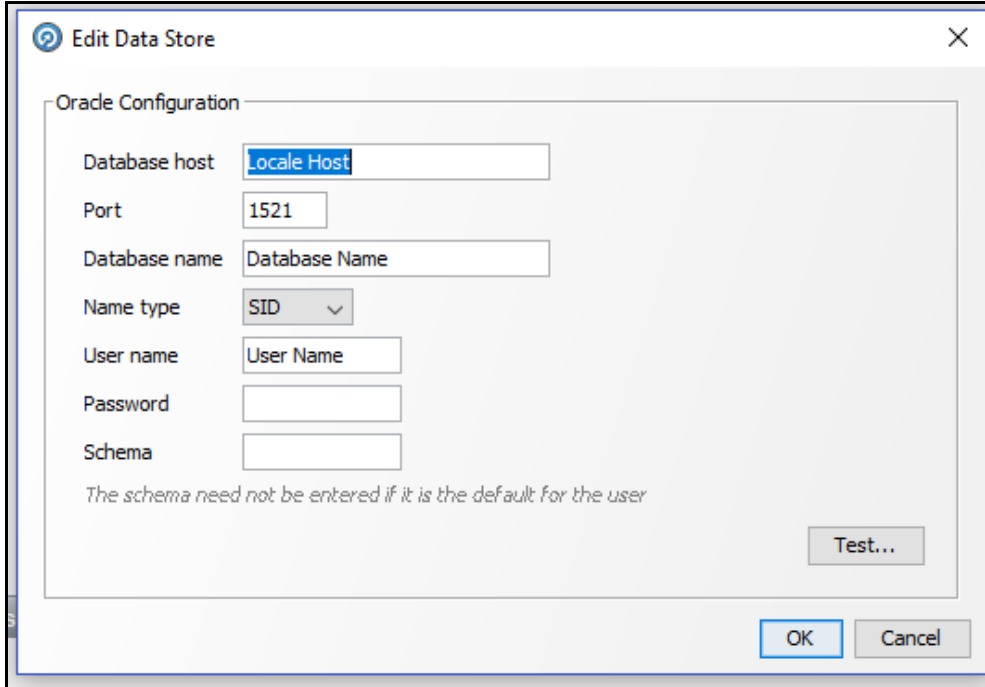 Edit Data Store
Oracle Configuration
Database host Locale Host
Port 1521
Database name Database Name
Name type SID
User name User Name
Password
Schema
The schema need not be entered if it is the default for the user
Test...
OK Cancel